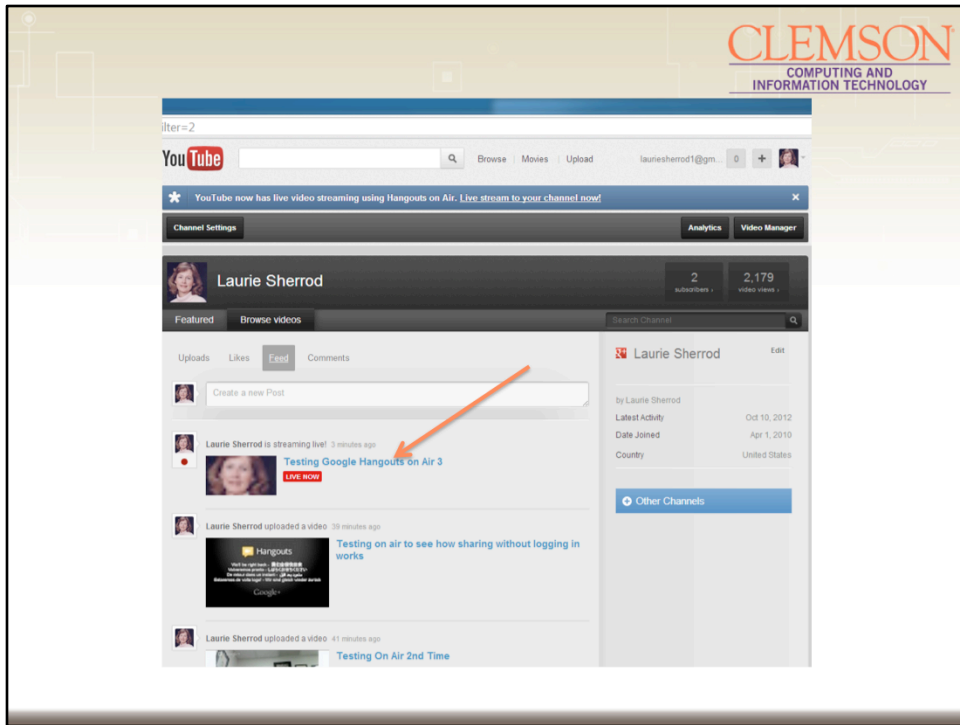 CLEMSON
COMPUTING AND
INFORMATION TECHNOLOGY
ilter=2
YouTube
Browse Movies Upload lauriesherrod1@gm... 0 +
YouTube now has live video streaming using Hangouts on Air. Live stream to your channel now! ×
Channel Settings Analytics Video Manager
Laurie Sherrod
2 subscribers 2,179 video views
Featured Browse videos Search Channel
Uploads Likes Feed Comments
Create a new Post
Laurie Sherrod is streaming live! 3 minutes ago
Testing Google Hangouts on Air 3
LIVE NOW
Laurie Sherrod uploaded a video 39 minutes ago
Hangouts
Google+
Testing on air to see how sharing without logging in
works
Laurie Sherrod uploaded a video 41 minutes ago
Testing On Air 2nd Time
Laurie Sherrod Edit
by Laurie Sherrod
Latest Activity Oct 10, 2012
Date Joined Apr 1, 2010
Country United States
Other Channels